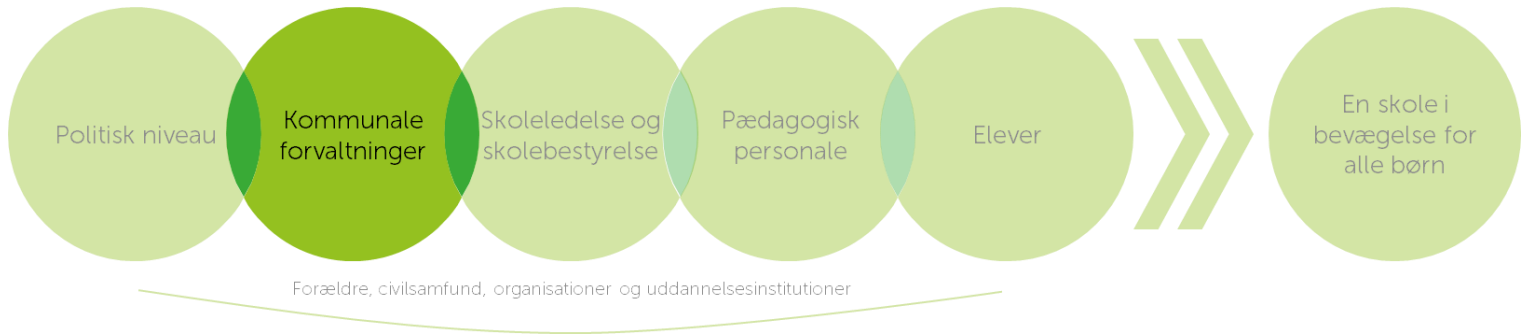 Politisk niveau
Kommunale
forvaltninger
Skoleledelse og
skolebestyrelse
Pædagogisk
personale
Elever
En skole i
bevægelse for
alle børn
Forældre, civilsamfund, organisationer og uddannelsesinstitutioner